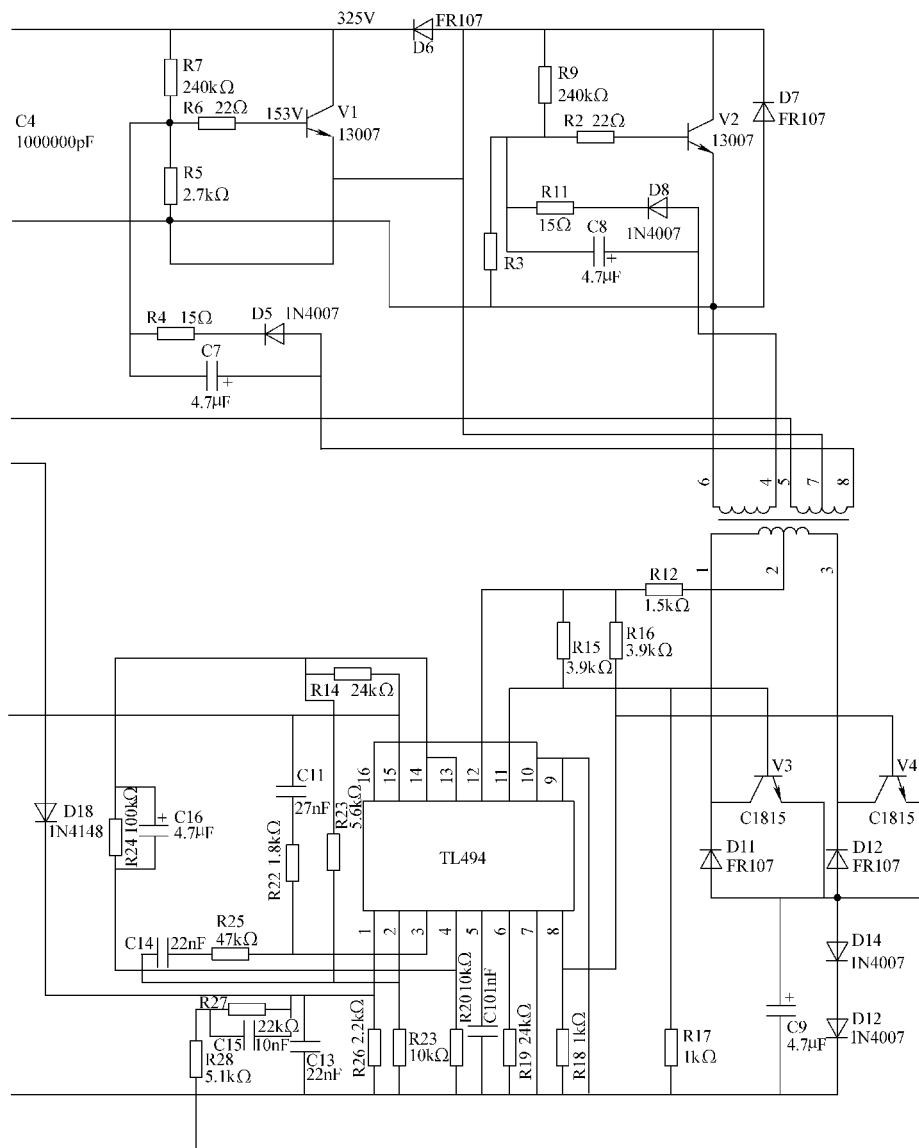 325V
FR107
D6
R7
240kΩ
R6 22Ω
153V
V1
13007
C4
1000000pF
R5
2.7kΩ
R9
240kΩ
R2 22Ω
V2
13007
D7
FR107
R11
15Ω
D8
1N4007
C8
4.7μF
+
R3
R4 15Ω
D5
1N4007
C7
4.7μF
+
6
4
5
7
8
1
2
3
R12
1.5kΩ
R15
3.9kΩ
R16
3.9kΩ
R14
24kΩ
C11
27nF
R23
5.6kΩ
16
15
14
13
12
11
10
9
V3
C1815
V4
C1815
D18
1N4148
R24 100kΩ
+
C16
4.7μF
R22 1.8kΩ
TL494
D11
FR107
D12
FR107
1
2
3
4
5
6
7
8
R25
47kΩ
C14
22nF
D14
1N4007
R27
22kΩ
C15
10nF
R28
5.1kΩ
C13
22nF
R26 2.2kΩ
R23
10kΩ
R20 10kΩ
C101nF
R19 24kΩ
R18 1kΩ
R17
1kΩ
+
C9
4.7μF
D12
1N4007